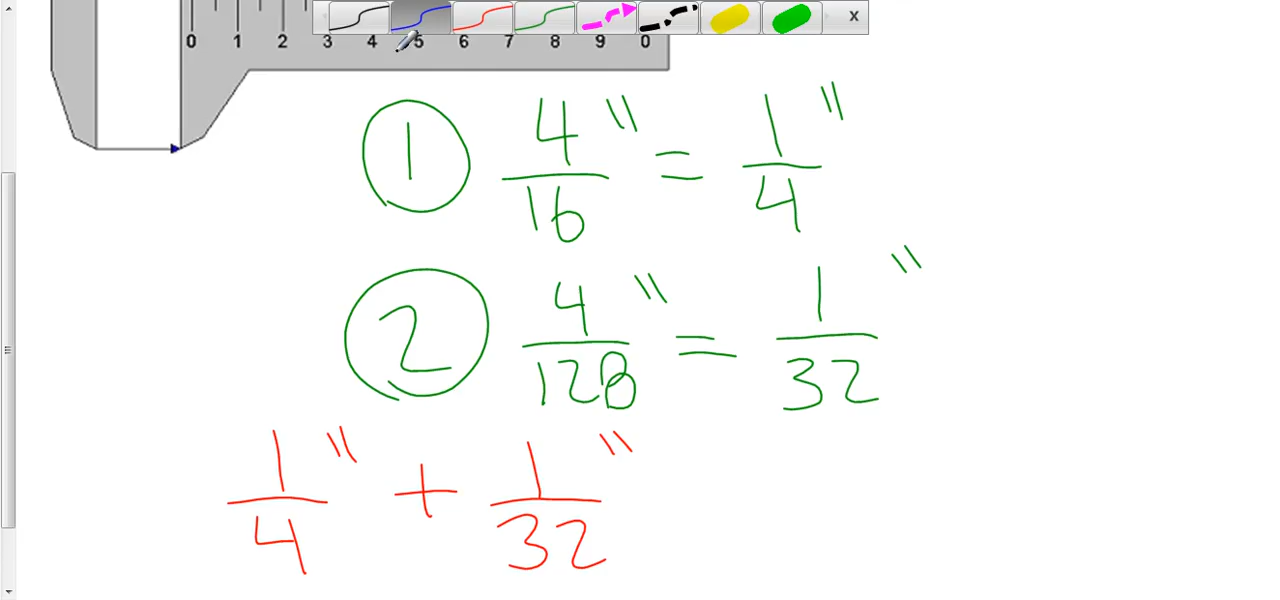 0 1 2 3 4 5 6 7 8 9 0
x
1 4/16" = 1/4"
2 4/128" = 1/32"
1/4" + 1/32"